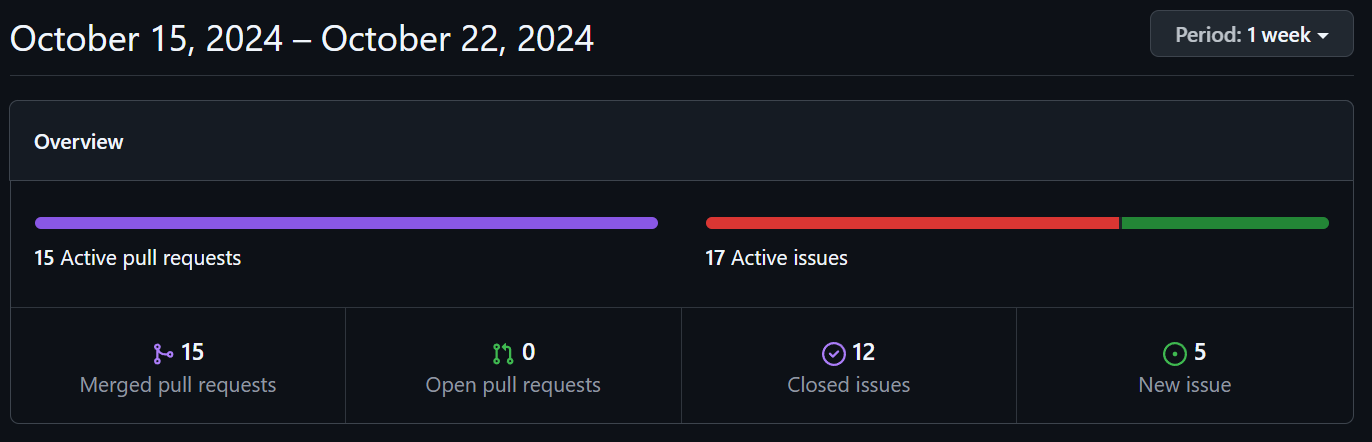 October 15, 2024 – October 22, 2024
Period: 1 week
Overview
15 Active pull requests
17 Active issues
15
Merged pull requests
0
Open pull requests
12
Closed issues
5
New issue